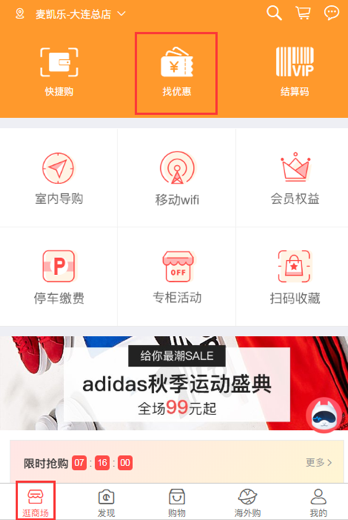 麦凯乐-大连总店
¥
VIP
快捷购
找优惠
结算码
室内导购
移动wifi
会员权益
P
OFF
停车缴费
专柜活动
扫码收藏
给你最潮SALE
adidas秋季运动盛典
全场99元起
限时抢购 07 : 16 : 00
更多 >
逛商场
发现
购物
海外购
我的